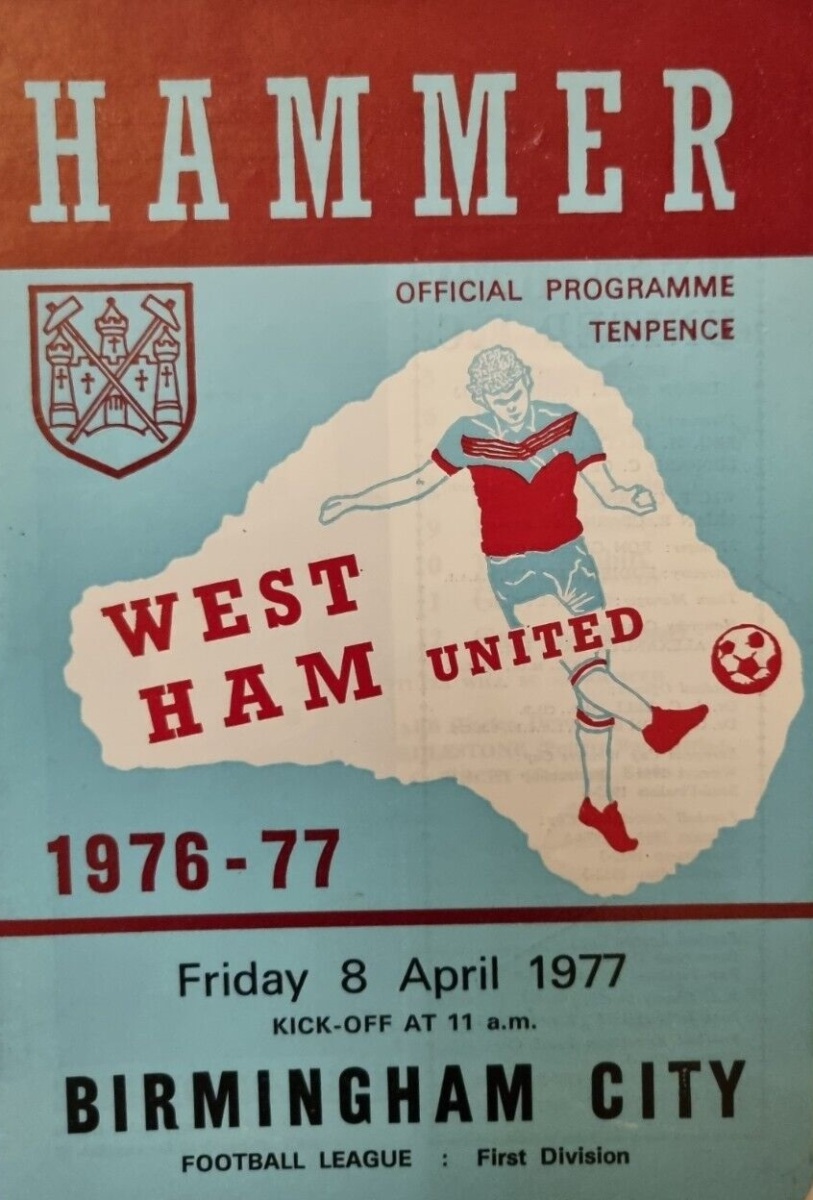 HAMMER
OFFICIAL PROGRAMME
TENPENCE
WEST
HAM UNITED
1976-77
Friday 8 April 1977
KICK-OFF AT 11 a.m.
BIRMINGHAM CITY
FOOTBALL LEAGUE : First Division